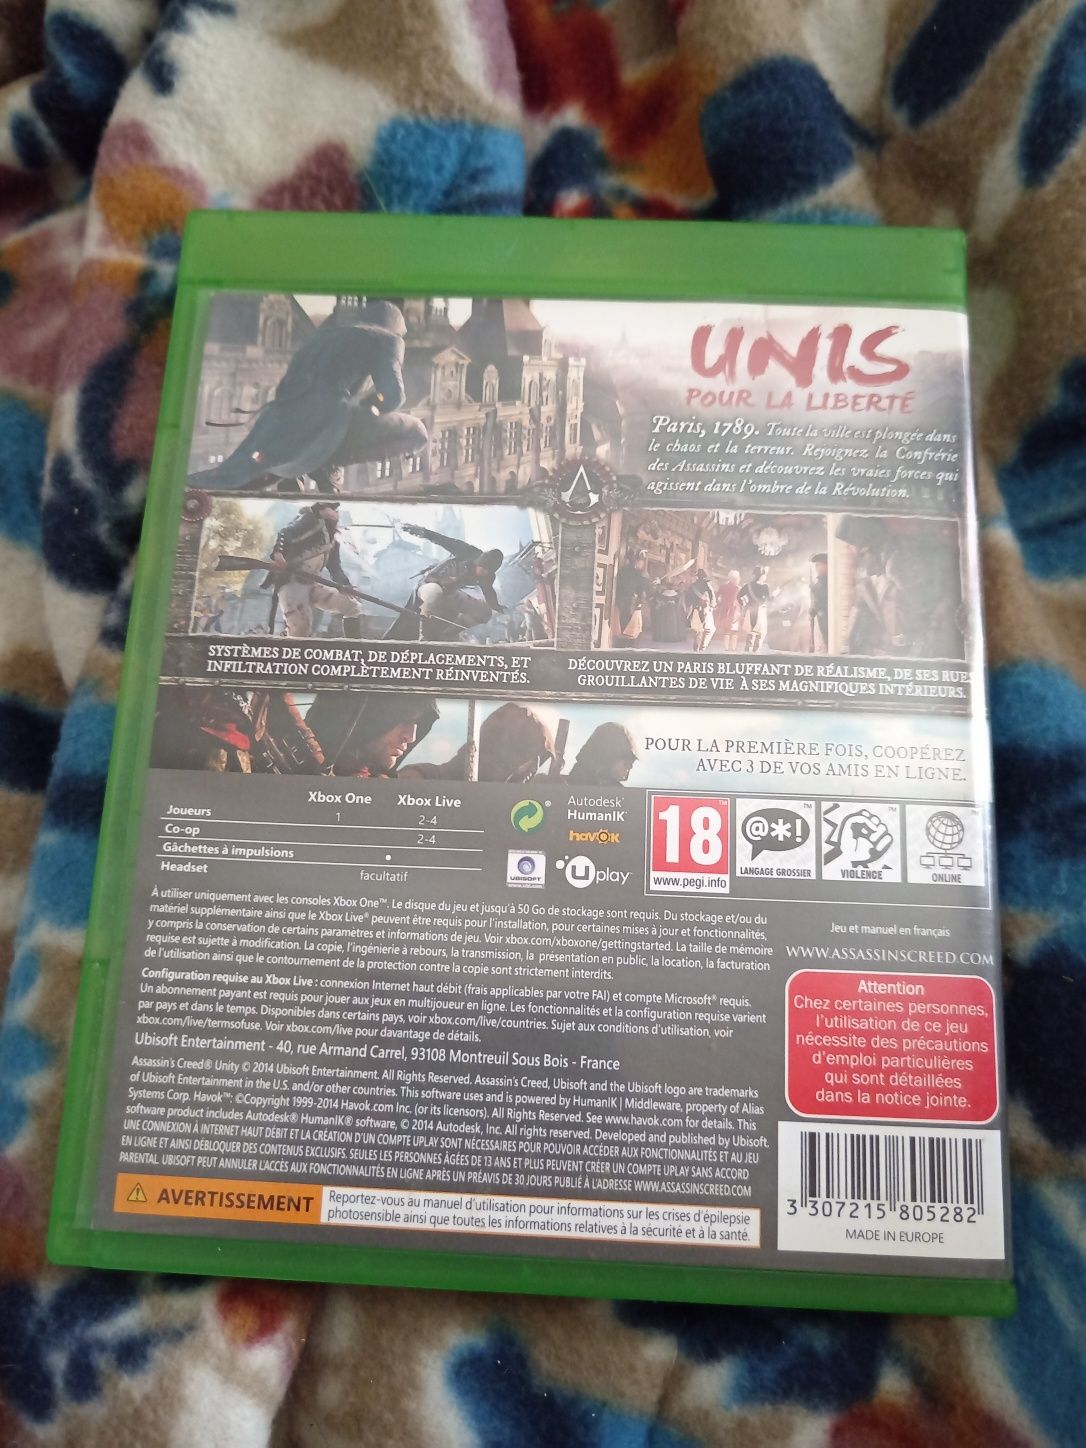 UNIS
POUR LA LIBERTÉ
Paris, 1789. Toute la ville est plongée dans
le chaos et la terreur. Rejoignez la Confrérie
des Assassins et découvrez les vraies forces qui
agissent dans l'ombre de la Révolution.
SYSTÈMES DE COMBAT, DE DÉPLACEMENTS, ET
INFILTRATION COMPLÈTEMENT RÉINVENTÉS.
DÉCOUVREZ UN PARIS BLUFFANT DE RÉALISME, DE SES RUES
GROUILLANTES DE VIE À SES MAGNIFIQUES INTÉRIEURS.
POUR LA PREMIÈRE FOIS, COOPÉREZ
AVEC 3 DE VOS AMIS EN LIGNE.
Xbox One Xbox Live
Joueurs 1 2-4
Co-op 2-4
Gâchettes à impulsions •
Headset facultatif
Autodesk®
HumanIK®
havok
UBISOFT
Uplay™
18
www.pegi.info
@*!
LANGAGE GROSSIER
VIOLENCE
ONLINE
À utiliser uniquement avec les consoles Xbox One™. Le disque du jeu et jusqu'à 50 Go de stockage sont requis. Du stockage et/ou du
matériel supplémentaire ainsi que le Xbox Live® peuvent être requis pour l'installation, pour certaines mises à jour et fonctionnalités,
y compris la conservation de certains paramètres et informations de jeu. Voir xbox.com/xboxone/gettingstarted. La taille de mémoire
requise est sujette à modification. La copie, l'ingénierie à rebours, la transmission, la présentation en public, la location, la facturation
de l'utilisation ainsi que le contournement de la protection contre la copie sont strictement interdits.
Configuration requise au Xbox Live : connexion Internet haut débit (frais applicables par votre FAI) et compte Microsoft® requis.
Un abonnement payant est requis pour jouer aux jeux en multijoueur en ligne. Les fonctionnalités et la configuration requise varient
par pays et dans le temps. Disponibles dans certains pays, voir xbox.com/live/countries. Sujet aux conditions d'utilisation, voir
xbox.com/live/termsofuse. Voir xbox.com/live pour davantage de détails.
Ubisoft Entertainment - 40, rue Armand Carrel, 93108 Montreuil Sous Bois - France
Assassin's Creed® Unity © 2014 Ubisoft Entertainment. All Rights Reserved. Assassin's Creed, Ubisoft and the Ubisoft logo are trademarks
of Ubisoft Entertainment in the U.S. and/or other countries. This software uses and is powered by HumanIK | Middleware, property of Alias
Systems Corp. Havok™: ©Copyright 1999-2014 Havok.com Inc. (or its licensors). All Rights Reserved. See www.havok.com for details. This
software product includes Autodesk® HumanIK® software, © 2014 Autodesk, Inc. All rights reserved. Developed and published by Ubisoft.
UNE CONNEXION À INTERNET HAUT DÉBIT ET LA CRÉATION D'UN COMPTE UPLAY SONT NÉCESSAIRES POUR POUVOIR ACCÉDER AUX FONCTIONNALITÉS ET AU JEU
EN LIGNE ET AINSI DÉBLOQUER DES CONTENUS EXCLUSIFS. SEULES LES PERSONNES ÂGÉES DE 13 ANS ET PLUS PEUVENT CRÉER UN COMPTE UPLAY SANS ACCORD
PARENTAL. UBISOFT PEUT ANNULER L'ACCÈS AUX FONCTIONNALITÉS EN LIGNE APRÈS UN PRÉAVIS DE 30 JOURS PUBLIÉ À L'ADRESSE WWW.ASSASSINSCREED.COM
AVERTISSEMENT
Reportez-vous au manuel d'utilisation pour informations sur les crises d'épilepsie
photosensible ainsi que toutes les informations relatives à la sécurité et à la santé.
Jeu et manuel en français
WWW.ASSASSINSCREED.COM
Attention
Chez certaines personnes,
l'utilisation de ce jeu
nécessite des précautions
d'emploi particulières
qui sont détaillées
dans la notice jointe.
3 307215 805282
MADE IN EUROPE